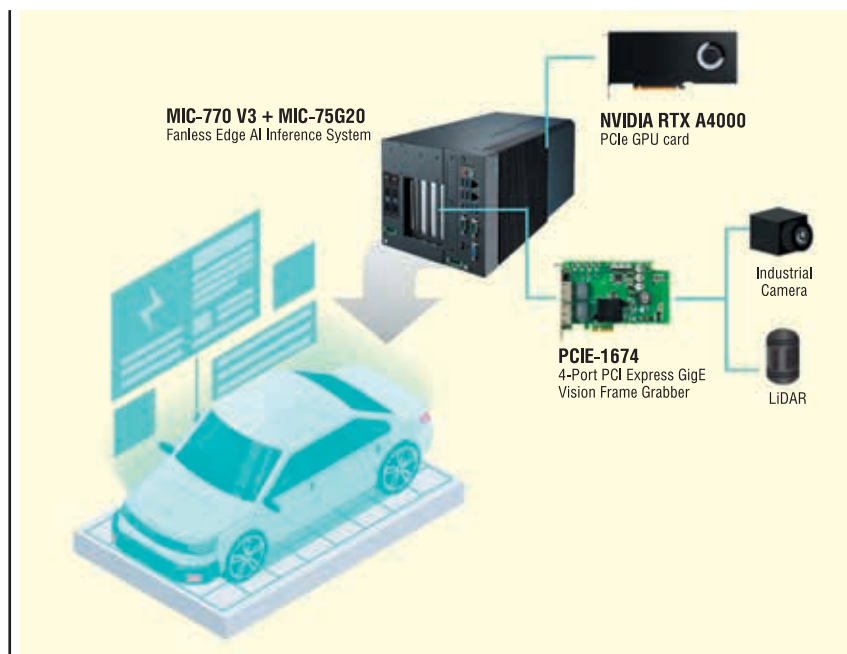 MIC-770 V3 + MIC-75G20
Fanless Edge AI Inference System
NVIDIA RTX A4000
PCIe GPU card
Industrial
Camera
PCIE-1674
4-Port PCI Express GigE
Vision Frame Grabber
LiDAR